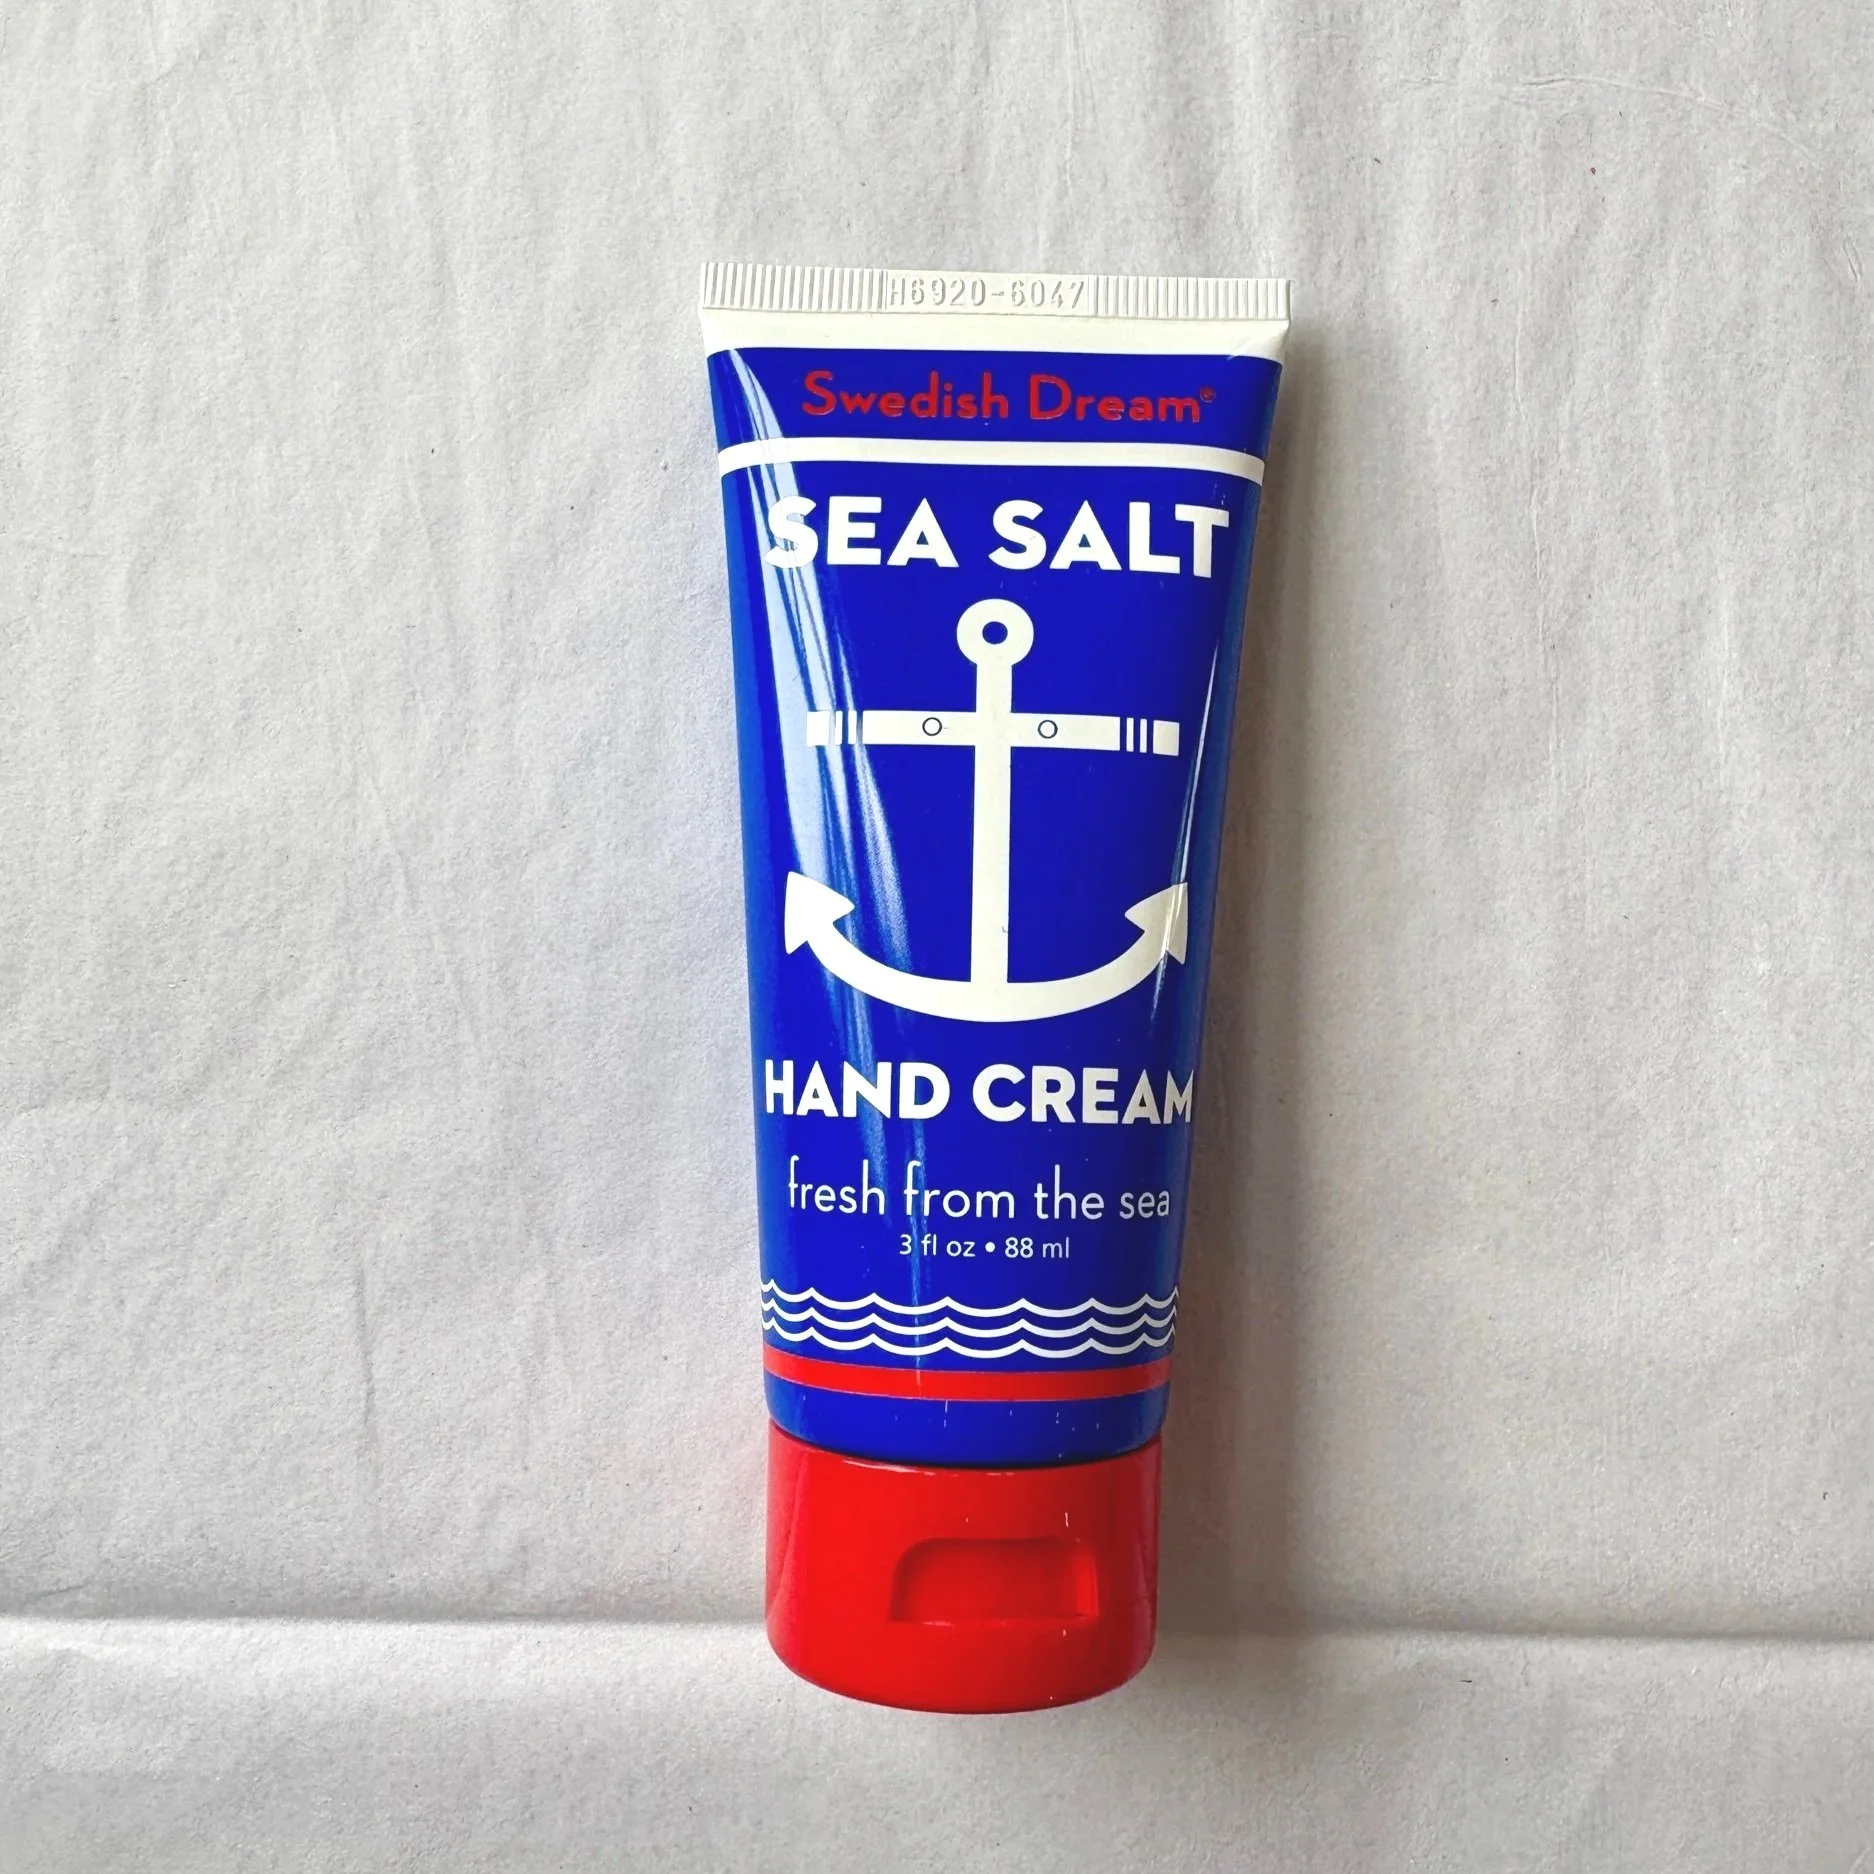 H6920-6047
Swedish Dream®
SEA SALT
HAND CREAM
fresh from the sea
3 fl oz • 88 ml